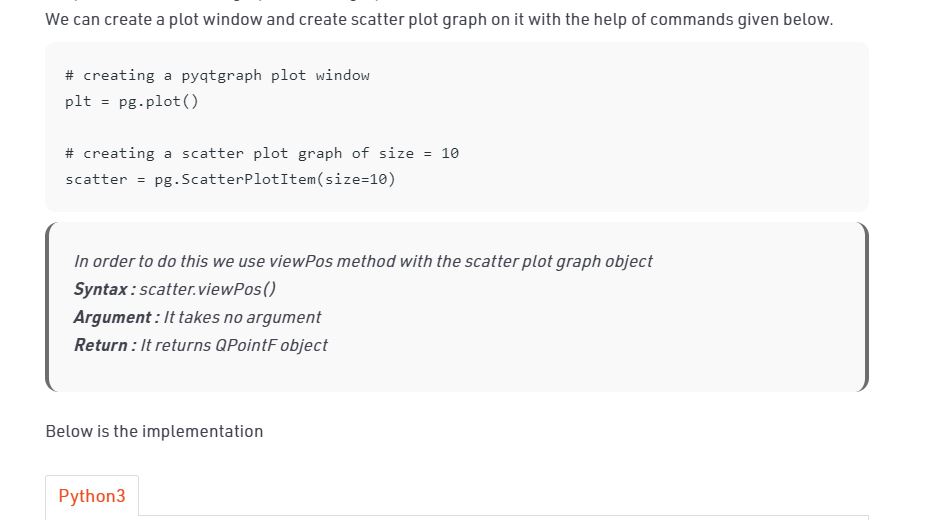 We can create a plot window and create scatter plot graph on it with the help of commands given below.
# creating a pyqtgraph plot window
plt = pg.plot()
# creating a scatter plot graph of size = 10
scatter = pg.ScatterPlotItem(size=10)
In order to do this we use viewPos method with the scatter plot graph object
Syntax : scatter.viewPos()
Argument : It takes no argument
Return : It returns QPointF object
Below is the implementation
Python3